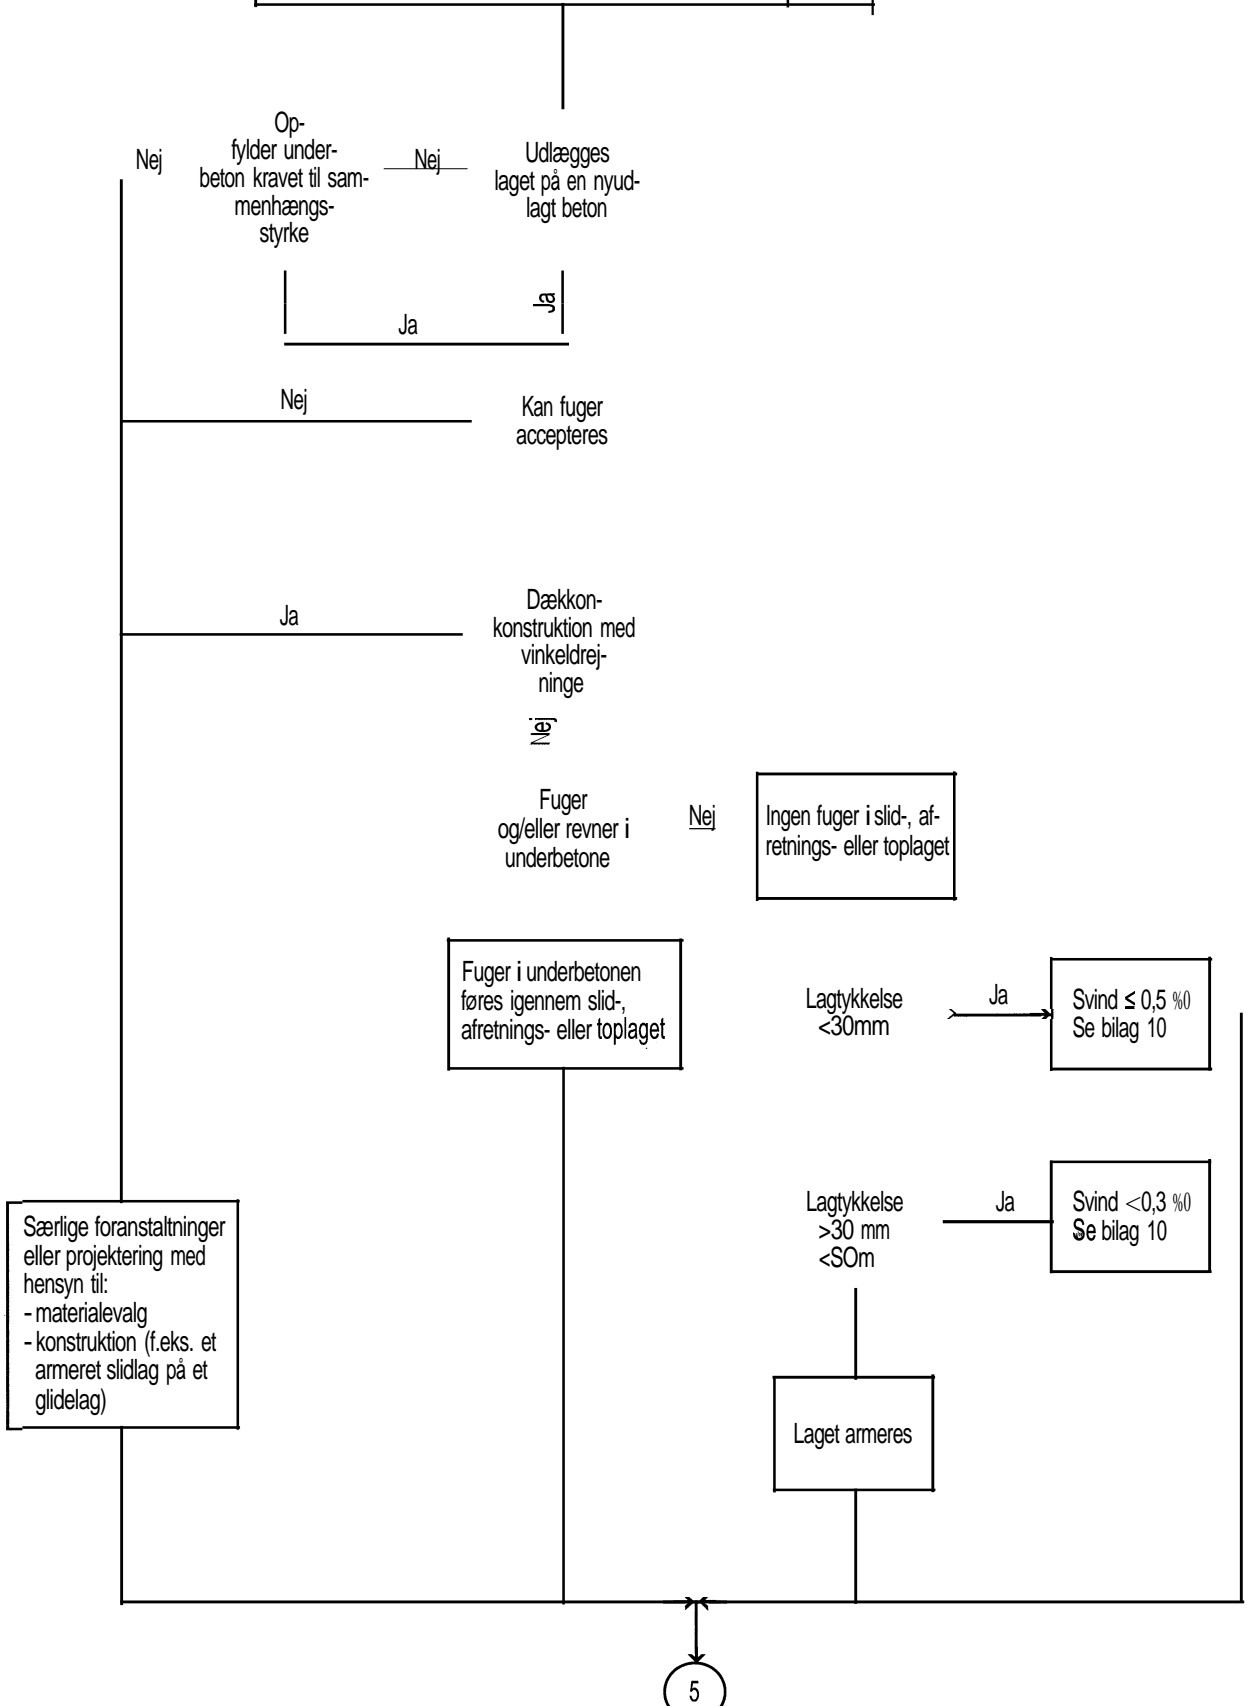 Nej
Op-
fylder under-
beton kravet til sam-
menhængs-
styrke
Nej
Udlægges
laget på en nyud-
lagt beton
Ja
Ja
Nej
Kan fuger
accepteres
Ja
Dækkon-
konstruktion med
vinkeldrej-
ninge
Nej
Fuger
og/eller revner i
underbetone
Nej
Ingen fuger i slid-, af-
retnings- eller toplaget
Fuger i underbetonen
føres igennem slid-,
afretnings- eller toplaget
Lagtykkelse
<30mm
Ja
Svind ≤ 0,5 %0
Se bilag 10
Lagtykkelse
>30 mm
<SOm
Ja
Svind <0,3 %0
Se bilag 10
Særlige foranstaltninger
eller projektering med
hensyn til:
- materialevalg
- konstruktion (f.eks. et
armeret slidlag på et
glidelag)
Laget armeres
5